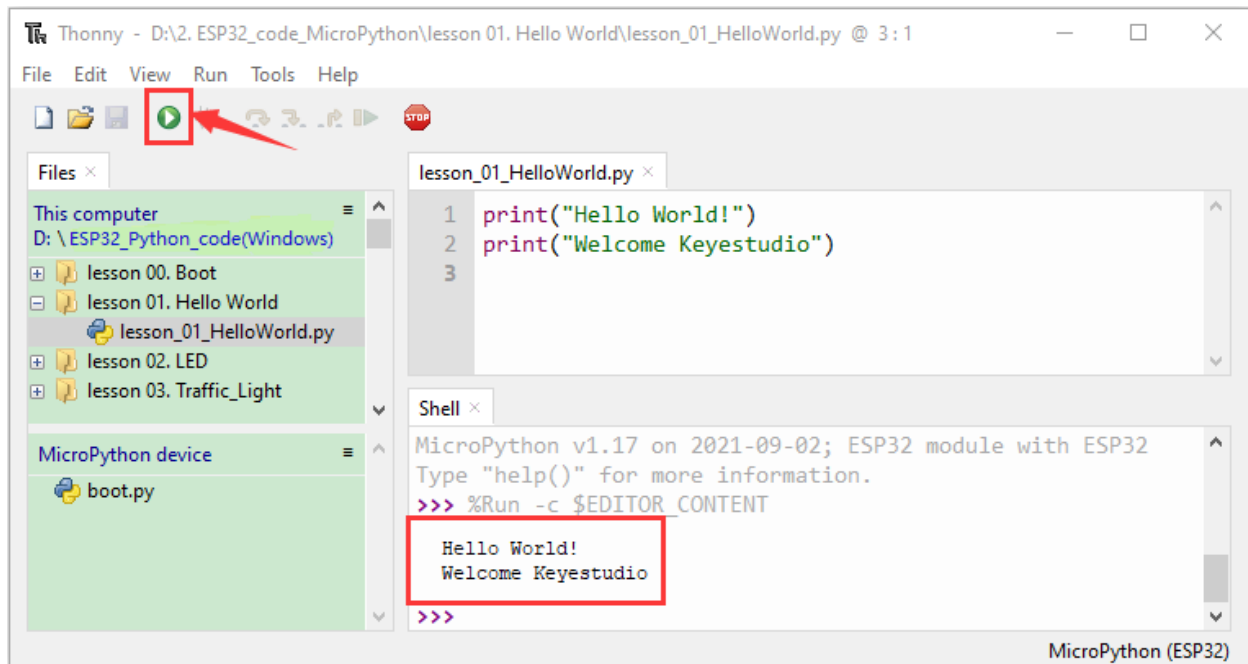 Thonny - D:\2. ESP32_code_MicroPython\lesson 01. Hello World\lesson_01_HelloWorld.py @ 3 : 1
File Edit View Run Tools Help
STOP
Files
This computer
D: \ ESP32_Python_code(Windows)
lesson 00. Boot
lesson 01. Hello World
lesson_01_HelloWorld.py
lesson 02. LED
lesson 03. Traffic_Light
MicroPython device
boot.py
lesson_01_HelloWorld.py
1 print("Hello World!")
2 print("Welcome Keyestudio")
3
Shell
MicroPython v1.17 on 2021-09-02; ESP32 module with ESP32
Type "help()" for more information.
>>> %Run -c $EDITOR_CONTENT
Hello World!
Welcome Keyestudio
>>>
MicroPython (ESP32)